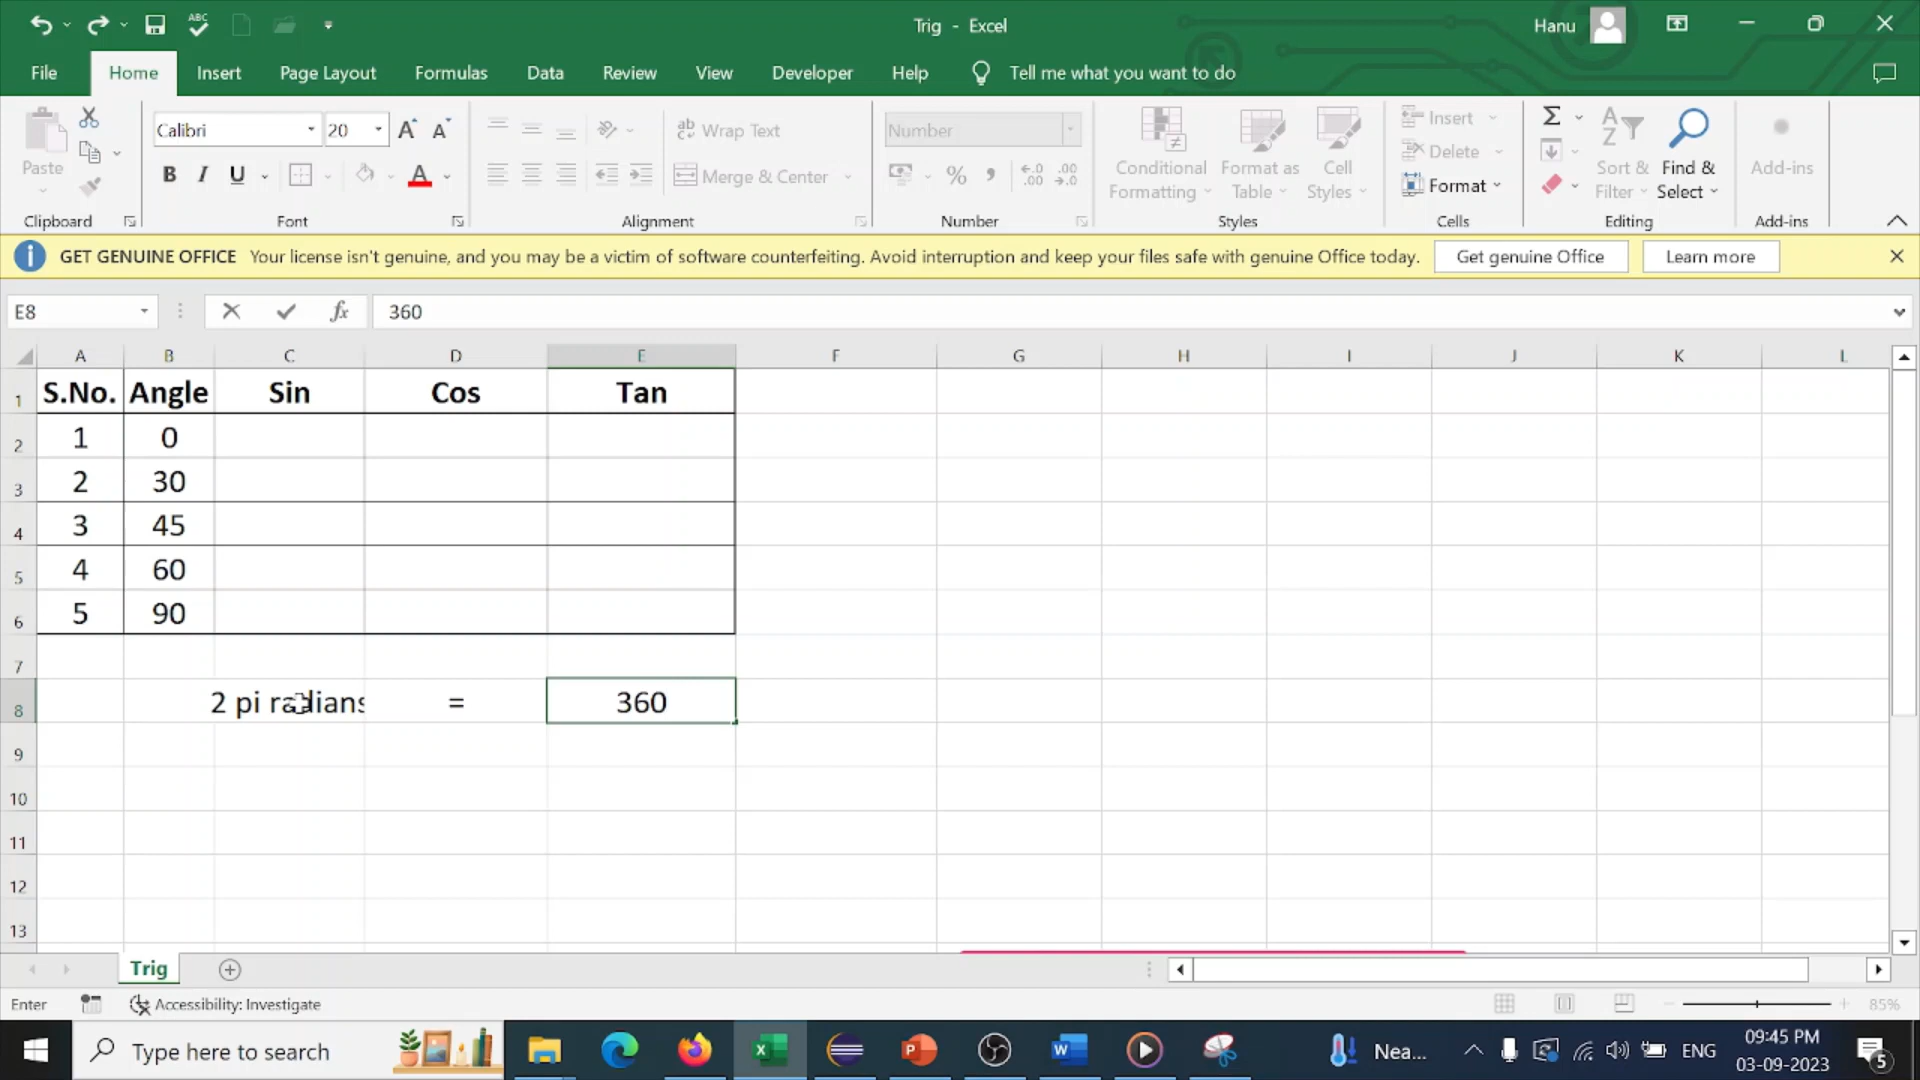 ABC
Trig - Excel
Hanu
File Home Insert Page Layout Formulas Data Review View Developer Help Tell me what you want to do
Paste
Clipboard
Calibri 20
B I U A
Font
Wrap Text
Merge & Center
Alignment
Number
% , .00
Number
Conditional Formatting
Format as Table
Cell Styles
Styles
Insert
Delete
Format
Cells
Sort & Filter
Find & Select
Editing
Add-ins
Add-ins
GET GENUINE OFFICE Your license isn't genuine, and you may be a victim of software counterfeiting. Avoid interruption and keep your files safe with genuine Office today. Get genuine Office Learn more
E8 fx 360
A B C D E F G H I J K L
1 S.No. Angle Sin Cos Tan
2 1 0
3 2 30
4 3 45
5 4 60
6 5 90
7
8 2 pi radians = 360
9
10
11
12
13
Trig
Enter Accessibility: Investigate 85%
Type here to search
Nea...
ENG
09:45 PM
03-09-2023
5